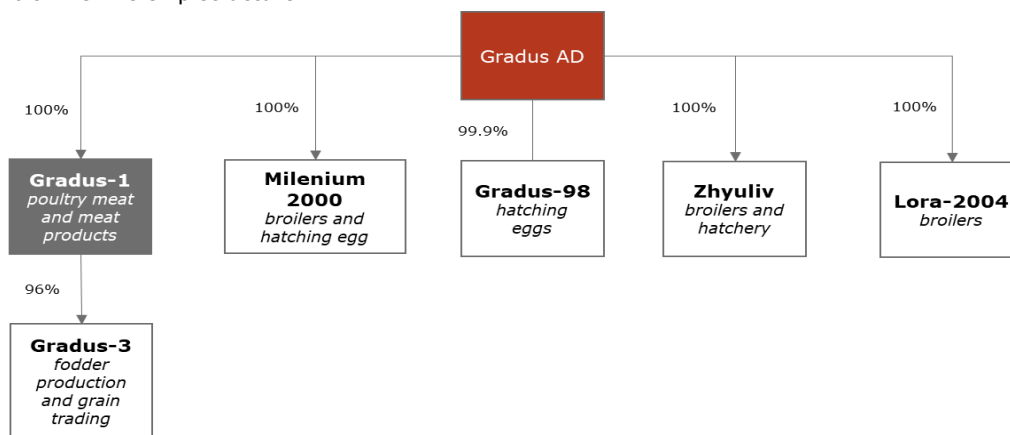 Gradus AD
100%
100%
99.9%
100%
100%
Gradus-1
poultry meat
and meat
products
Milenium
2000
broilers and
hatching egg
Gradus-98
hatching
eggs
Zhyuliv
broilers and
hatchery
Lora-2004
broilers
96%
Gradus-3
fodder
production
and grain
trading